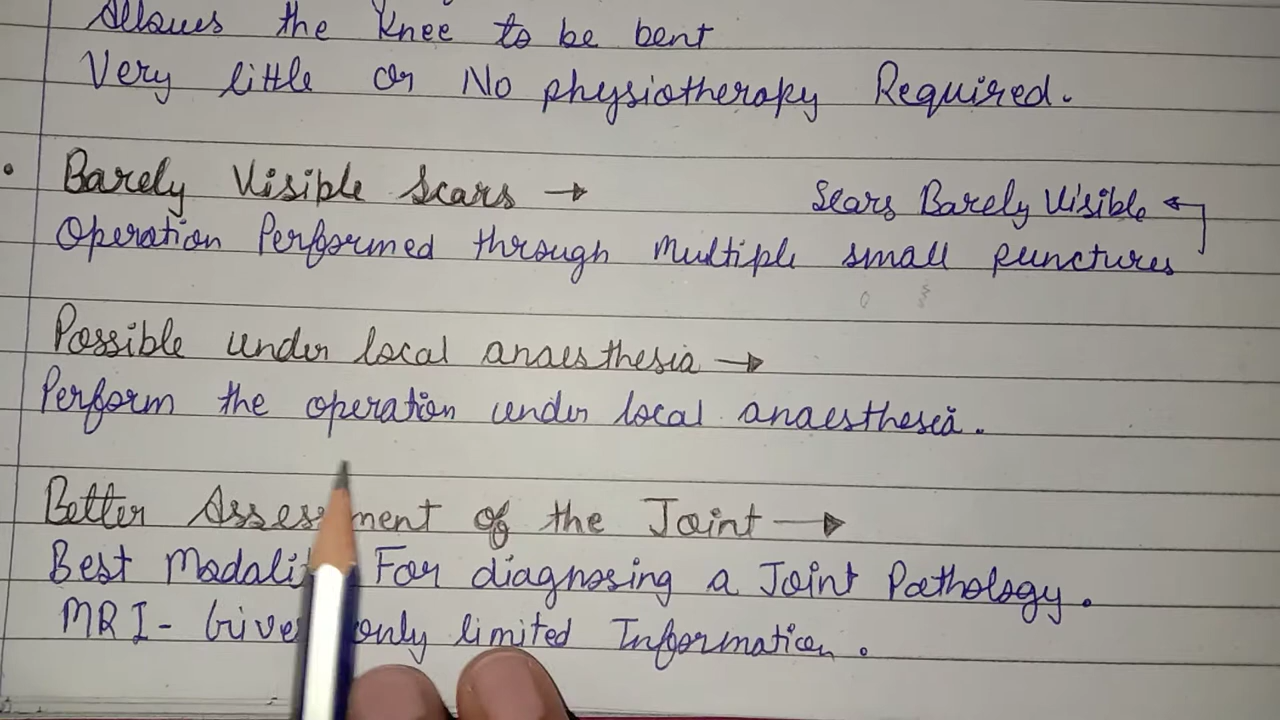 Allows the Knee to be bent
Very little or No physiotherapy Required.
• Barely Visible Scars →
Scars Barely Visible ←
Operation Performed through Multiple small punctures
Possible under local anaesthesia →
Perform the operation under local anaesthesia.
Better Assessment of the Joint →
Best Modali For diagnosing a Joint Pathology.
MRI - Give only limited Information.